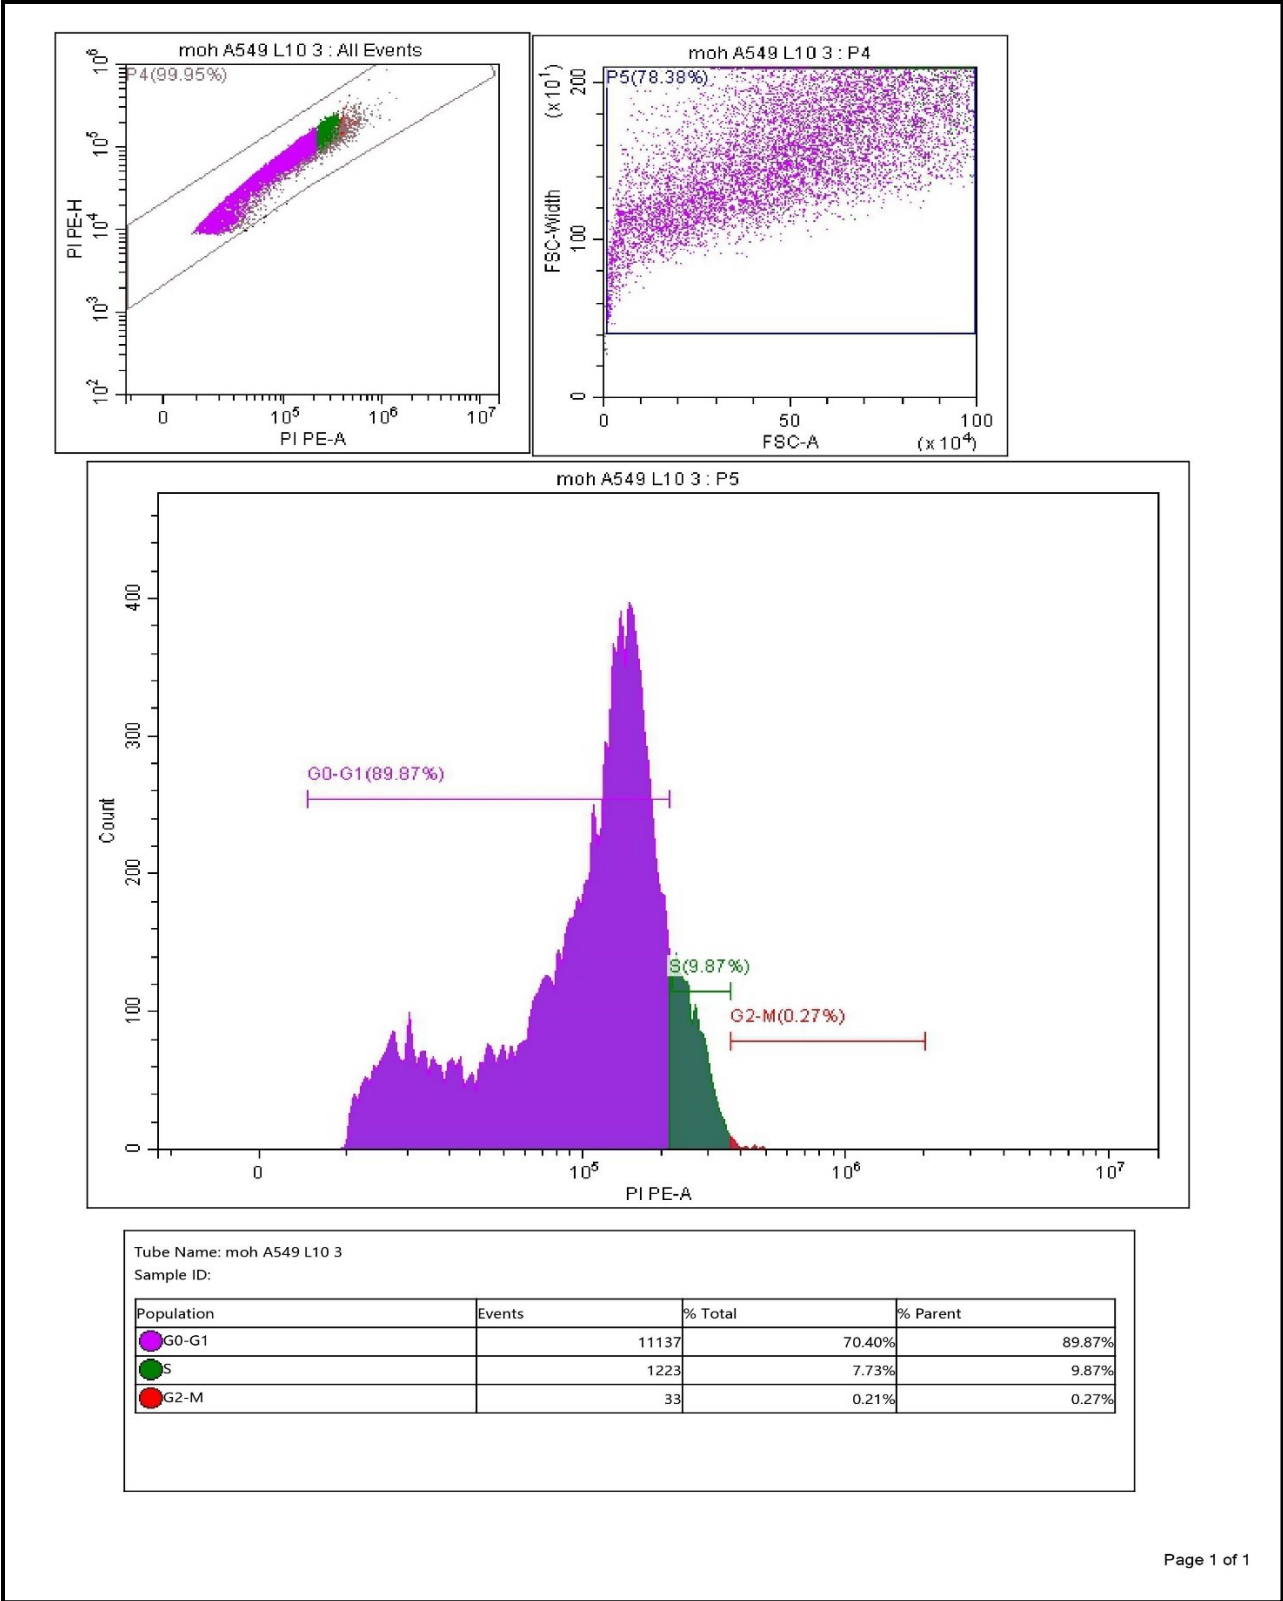 moh A549 L10 3 : All Events
P4(99.95%)
10^6
10^5
10^4
10^3
10^2
PI PE-H
0 10^5 10^6 10^7
PI PE-A
moh A549 L10 3 : P4
P5(78.38%)
(x 10^1)
200
100
0
FSC-Width
0 50 100
FSC-A (x 10^4)
moh A549 L10 3 : P5
400
300
200
100
0
Count
G0-G1(89.87%)
S(9.87%)
G2-M(0.27%)
0 10^5 10^6 10^7
PI PE-A
Tube Name: moh A549 L10 3
Sample ID:
Population Events % Total % Parent
G0-G1 11137 70.40% 89.87%
S 1223 7.73% 9.87%
G2-M 33 0.21% 0.27%
Page 1 of 1